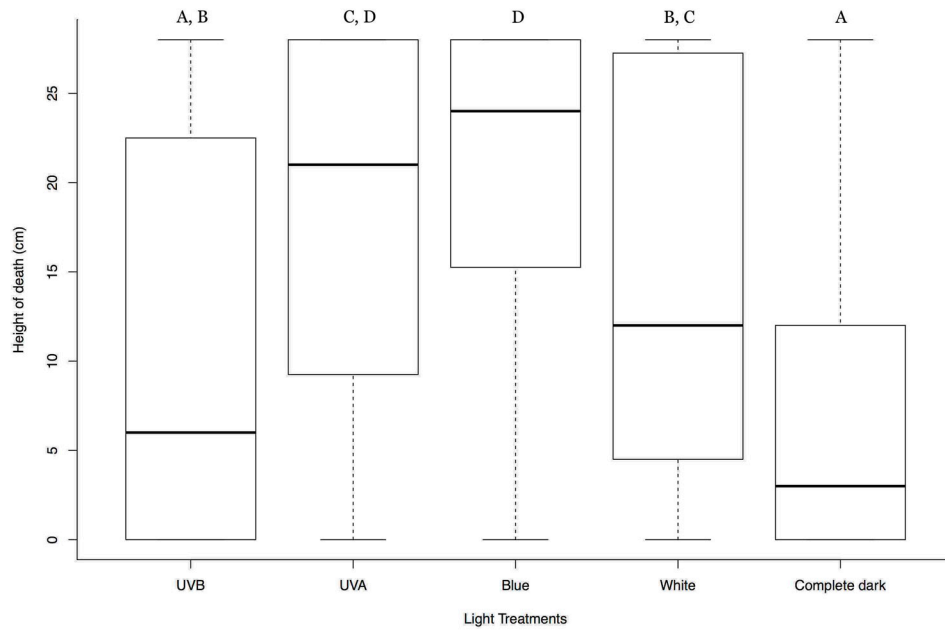 A, B
C, D
D
B, C
A
Height of death (cm)
25
20
15
10
5
0
UVB
UVA
Blue
White
Complete dark
Light Treatments